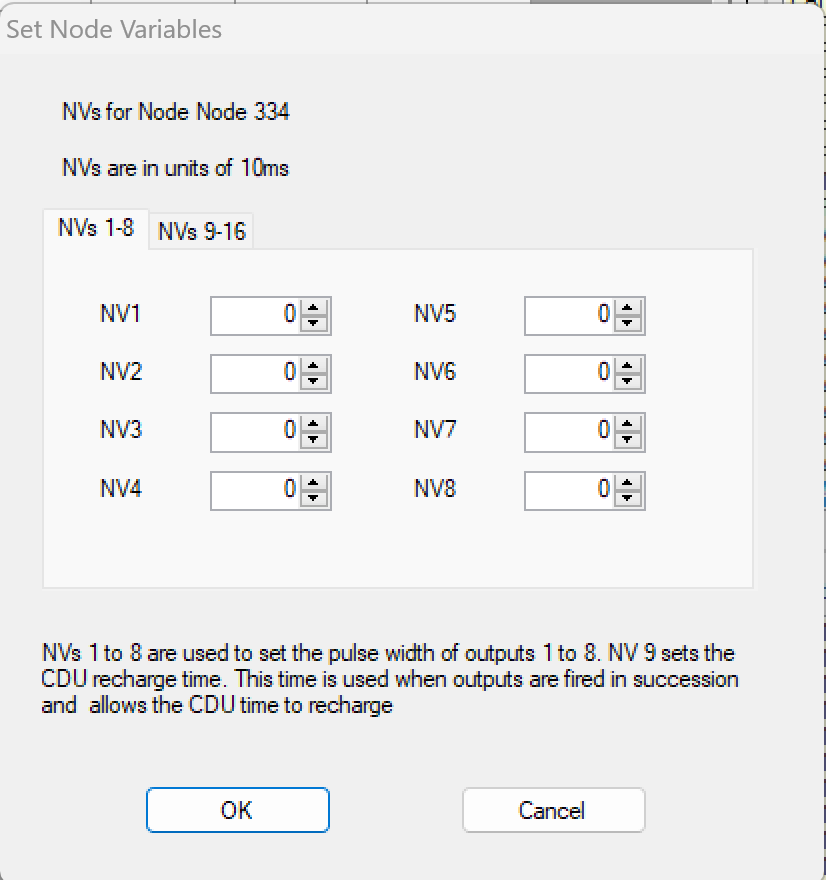 Set Node Variables
NVs for Node Node 334
NVs are in units of 10ms
NVs 1-8 NVs 9-16
NV1 0 NV5 0
NV2 0 NV6 0
NV3 0 NV7 0
NV4 0 NV8 0
NVs 1 to 8 are used to set the pulse width of outputs 1 to 8. NV 9 sets the
CDU recharge time. This time is used when outputs are fired in succession
and  allows the CDU time to recharge
OK Cancel